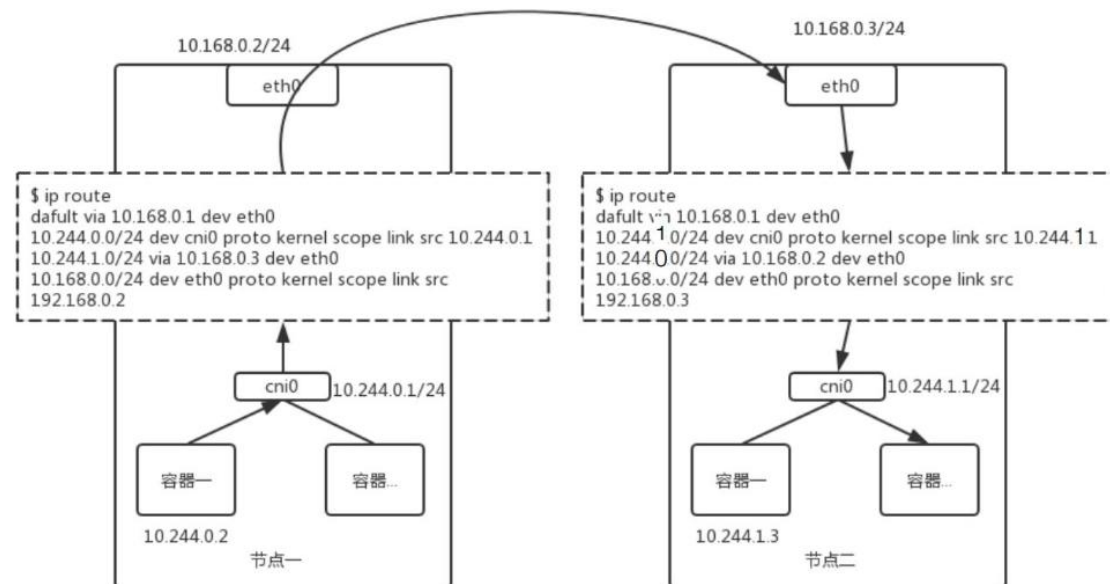 10.168.0.2/24
eth0
$ ip route
dafult via 10.168.0.1 dev eth0
10.244.0.0/24 dev cni0 proto kernel scope link src 10.244.0.1
10.244.1.0/24 via 10.168.0.3 dev eth0
10.168.0.0/24 dev eth0 proto kernel scope link src
192.168.0.2
cni0
10.244.0.1/24
容器一
容器...
10.244.0.2
节点一
10.168.0.3/24
eth0
$ ip route
dafult via 10.168.0.1 dev eth0
10.244.1.0/24 dev cni0 proto kernel scope link src 10.244.1.1
10.244.0.0/24 via 10.168.0.2 dev eth0
10.168.0.0/24 dev eth0 proto kernel scope link src
192.168.0.3
cni0
10.244.1.1/24
容器一
容器...
10.244.1.3
节点二